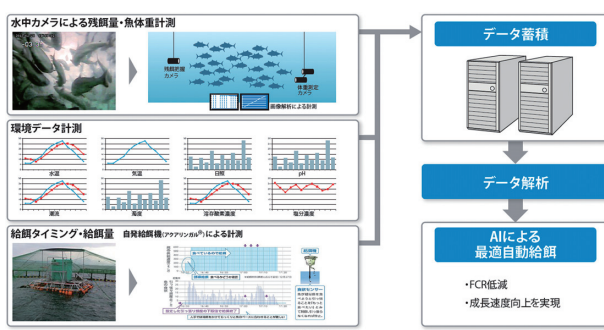 水中カメラによる残餌量・魚体重計測
残餌把握
カメラ
体重測定
カメラ
画像解析による計測
環境データ計測
水温
気温
日照
pH
潮流
濁度
溶存酸素濃度
塩分濃度
給餌タイミング・給餌量 自発給餌機(アクアリンガル®)による計測
データ蓄積
データ解析
AIによる
最適自動給餌
・FCR低減
・成長速度向上を実現